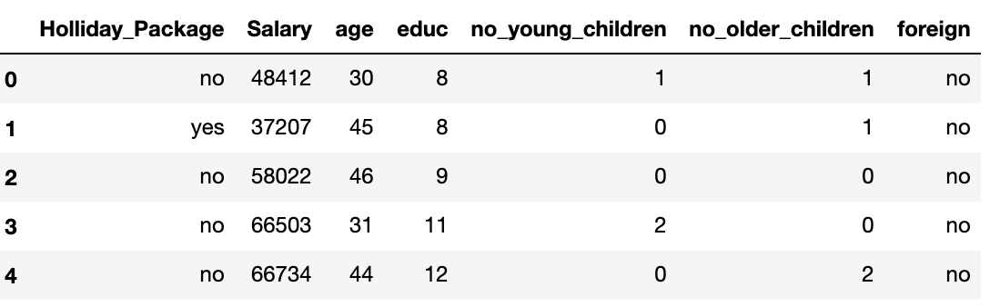 Holliday_Package Salary age educ no_young_children no_older_children foreign
0 no 48412 30 8 1 1 no
1 yes 37207 45 8 0 1 no
2 no 58022 46 9 0 0 no
3 no 66503 31 11 2 0 no
4 no 66734 44 12 0 2 no